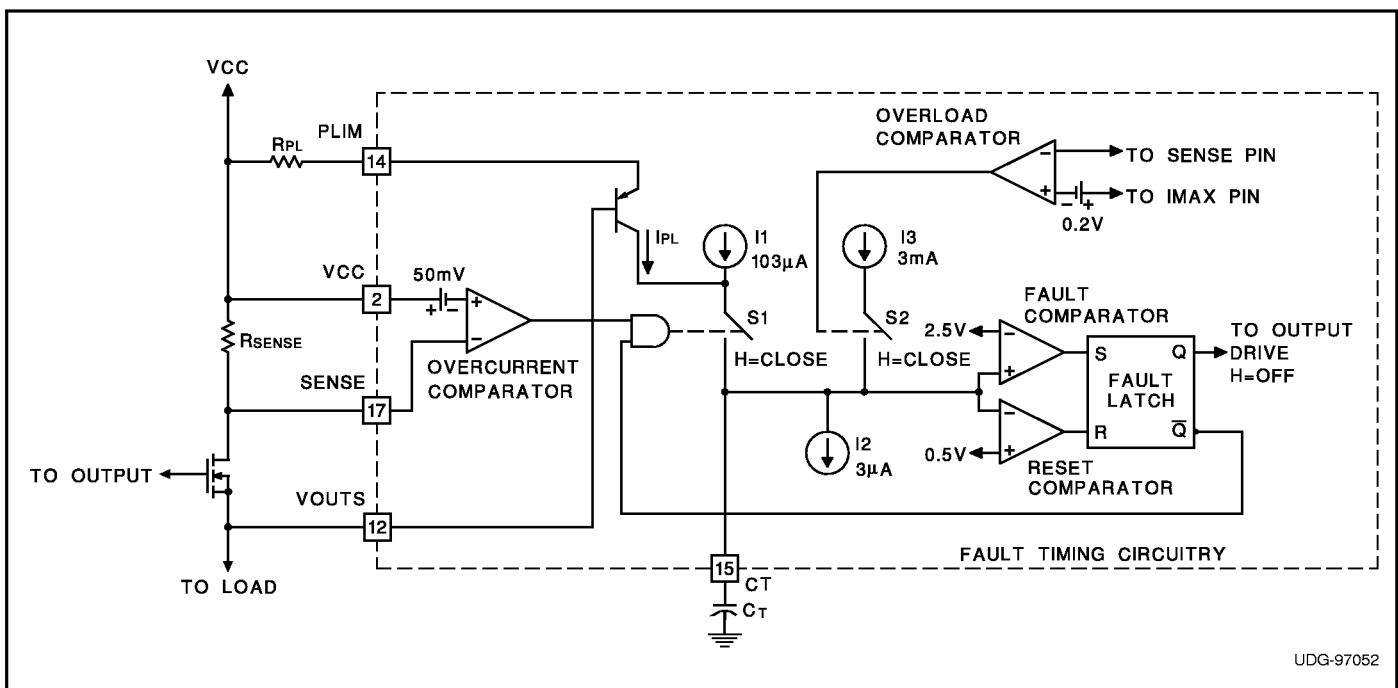 VCC
RPL
PLIM
14
OVERLOAD
COMPARATOR
TO SENSE PIN
TO IMAX PIN
0.2V
IPL
I1
103µA
I3
3mA
VCC
2
50mV
RSENSE
OVERCURRENT
COMPARATOR
S1
H=CLOSE
S2
H=CLOSE
FAULT
COMPARATOR
2.5V
S
Q
FAULT
LATCH
R
Q̅
TO OUTPUT
DRIVE
H=OFF
SENSE
17
I2
3µA
0.5V
RESET
COMPARATOR
TO OUTPUT
VOUTS
12
TO LOAD
FAULT TIMING CIRCUITRY
15
CT
CT
UDG-97052